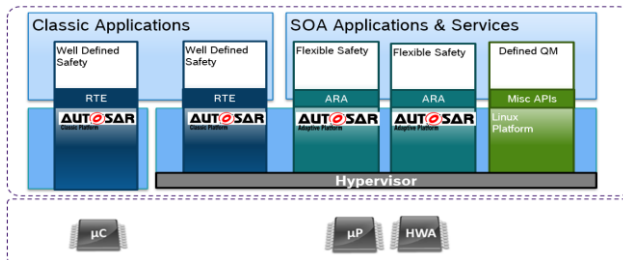 Classic Applications
SOA Applications & Services
Well Defined
Safety
Well Defined
Safety
Flexible Safety
Flexible Safety
Defined QM
RTE
RTE
ARA
ARA
Misc APIs
AUTOSAR
Classic Platform
AUTOSAR
Classic Platform
AUTOSAR
Adaptive Platform
AUTOSAR
Adaptive Platform
Linux
Platform
Hypervisor
µC
µP
HWA